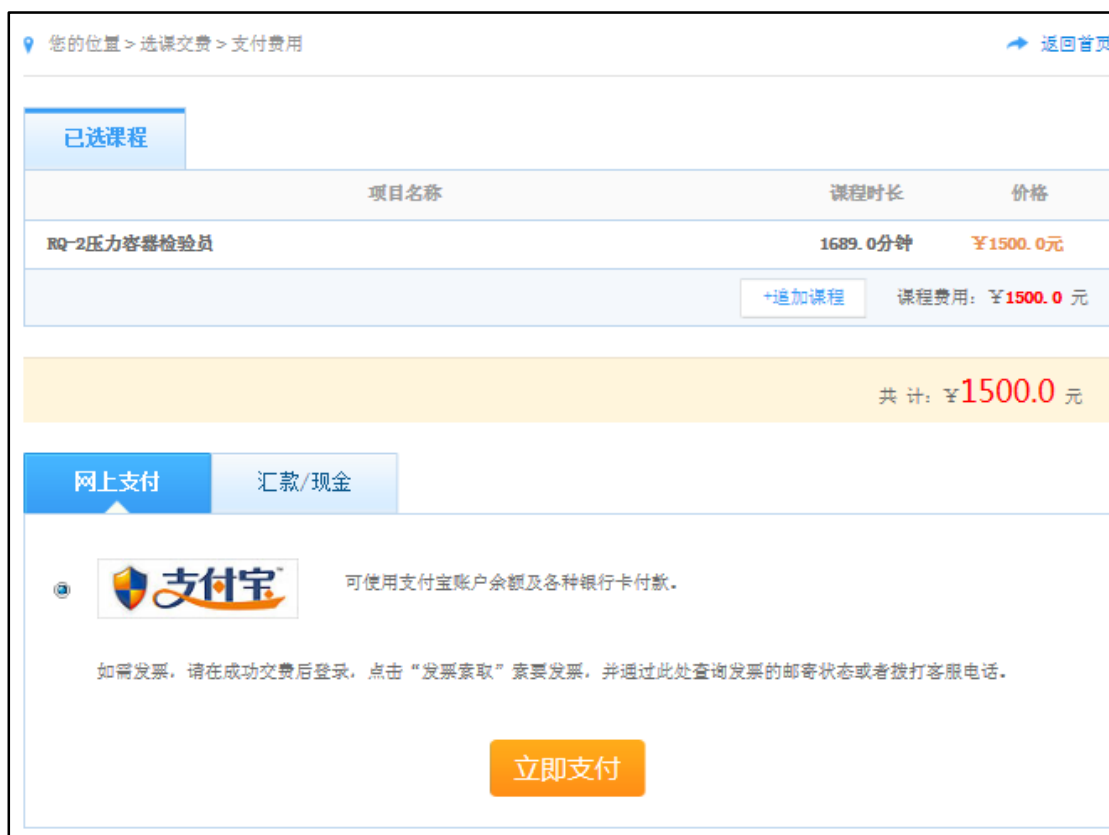 您的位置>选课交费>支付费用
返回首页
已选课程
项目名称 课程时长 价格
RQ-2压力容器检验员 1689.0分钟 ¥1500.0元
+追加课程 课程费用：¥1500.0 元
共 计：¥1500.0 元
网上支付 汇款/现金
支付宝 可使用支付宝账户余额及各种银行卡付款。
如需发票，请在成功交费后登录，点击“发票索取”索要发票，并通过此处查询发票的邮寄状态或者拨打客服电话。
立即支付